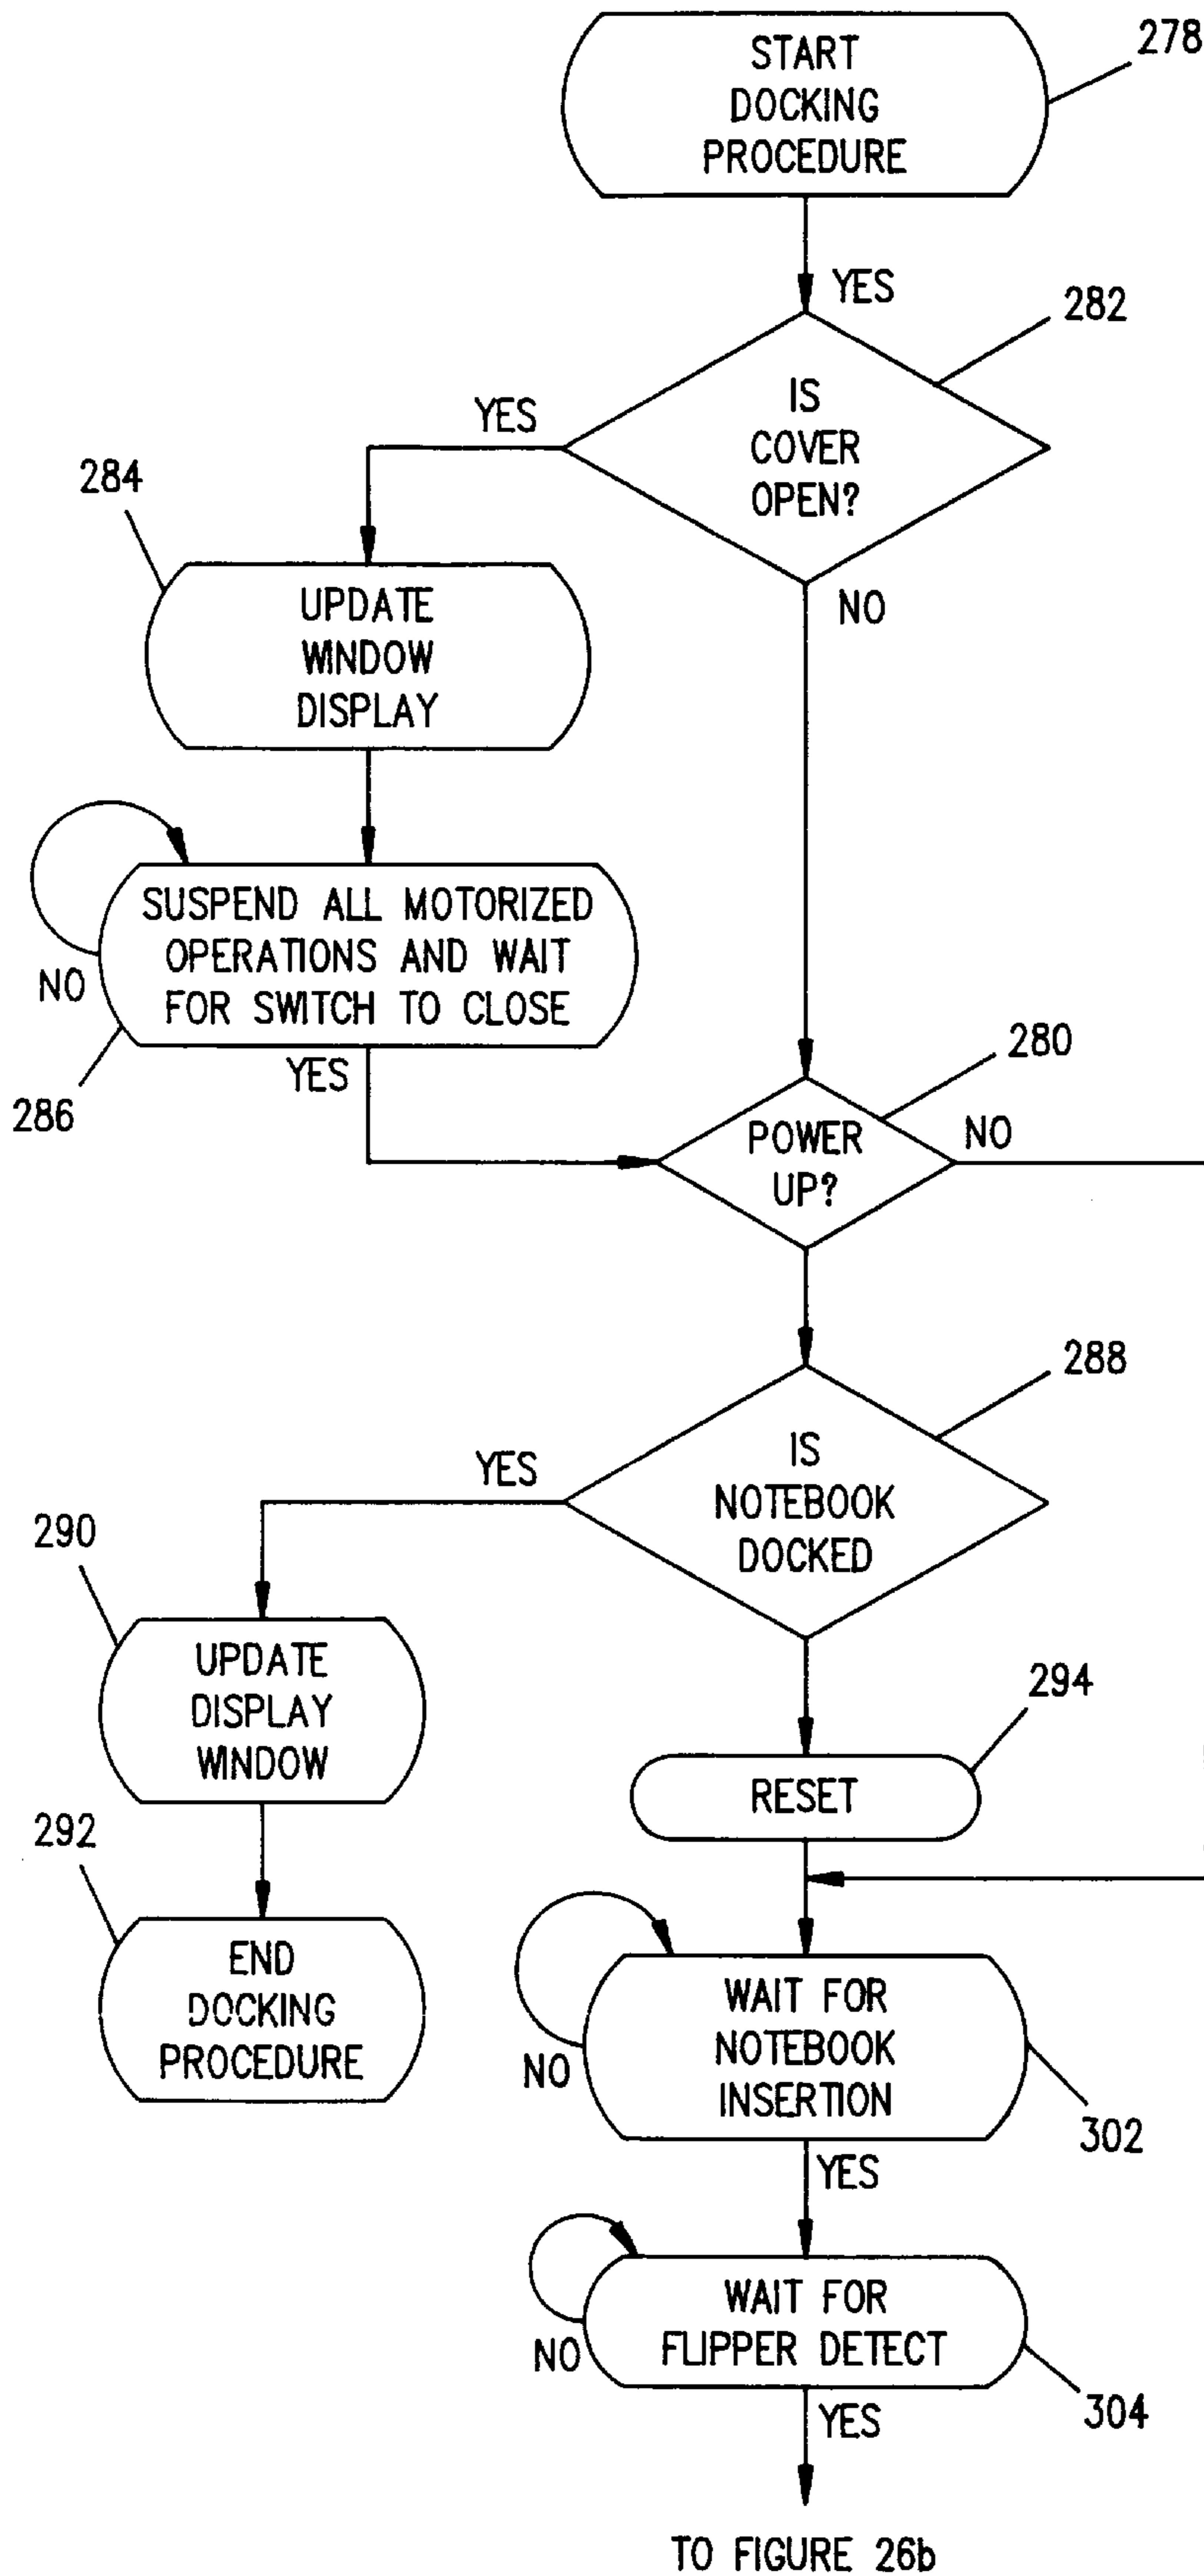 START
DOCKING
PROCEDURE
278
YES
282
IS
COVER
OPEN?
YES
NO
284
UPDATE
WINDOW
DISPLAY
SUSPEND ALL MOTORIZED
OPERATIONS AND WAIT
FOR SWITCH TO CLOSE
NO
YES
286
280
POWER
UP?
NO
288
IS
NOTEBOOK
DOCKED
YES
290
UPDATE
DISPLAY
WINDOW
294
RESET
292
END
DOCKING
PROCEDURE
WAIT FOR
NOTEBOOK
INSERTION
NO
302
YES
WAIT FOR
FLIPPER DETECT
NO
304
YES
TO FIGURE 26b